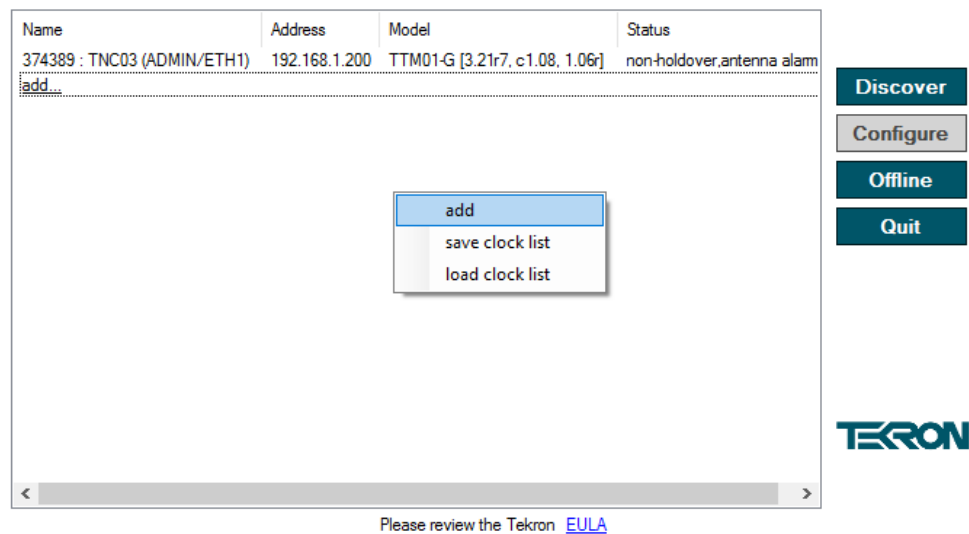 Name Address Model Status
374389 : TNC03 (ADMIN/ETH1) 192.168.1.200 TTM01-G [3.21r7, c1.08, 1.06r] non-holdover,antenna alarm
add...
Discover
Configure
Offline
Quit
add
save clock list
load clock list
TEKRON
Please review the Tekron EULA